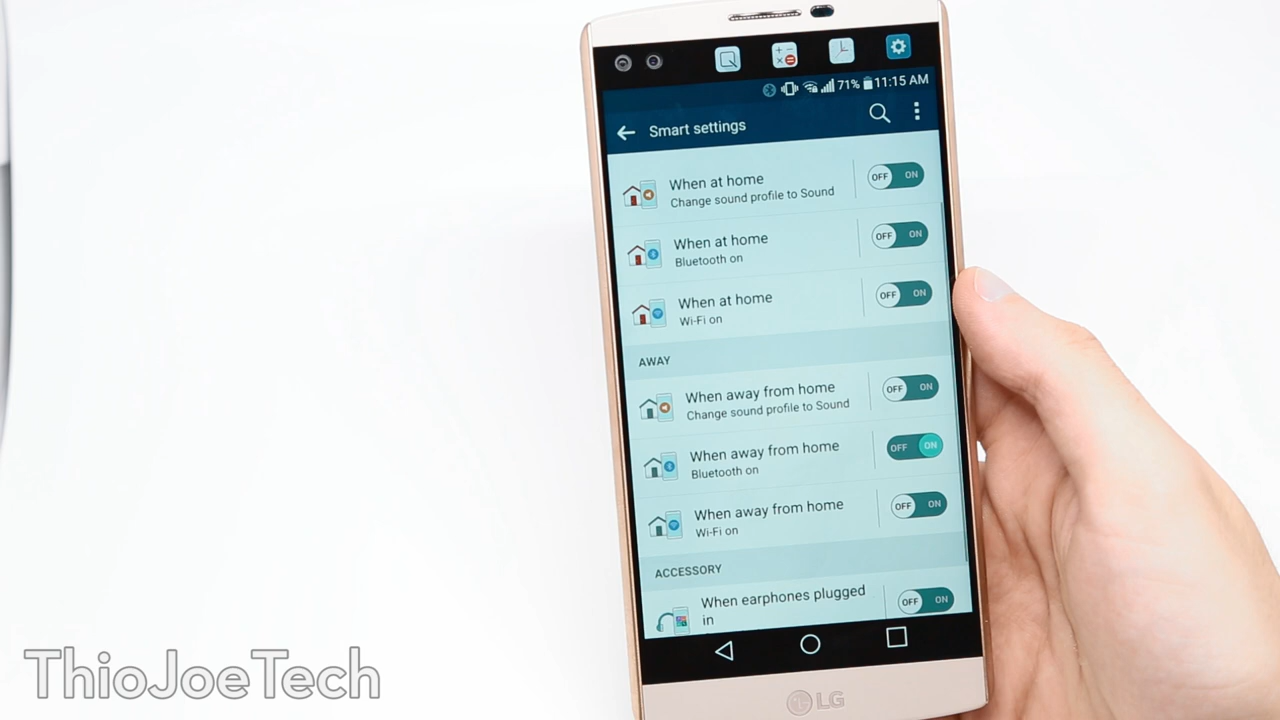 71% 11:15 AM
Smart settings
When at home
Change sound profile to Sound
OFF ON
When at home
Bluetooth on
OFF ON
When at home
Wi-Fi on
OFF ON
AWAY
When away from home
Change sound profile to Sound
OFF ON
When away from home
Bluetooth on
OFF ON
When away from home
Wi-Fi on
OFF ON
ACCESSORY
When earphones plugged
in
OFF ON
LG
ThioJoeTech